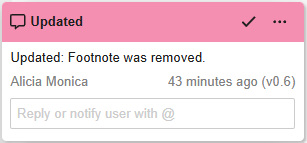 Updated
Updated: Footnote was removed.
Alicia Monica 43 minutes ago (v0.6)
Reply or notify user with @